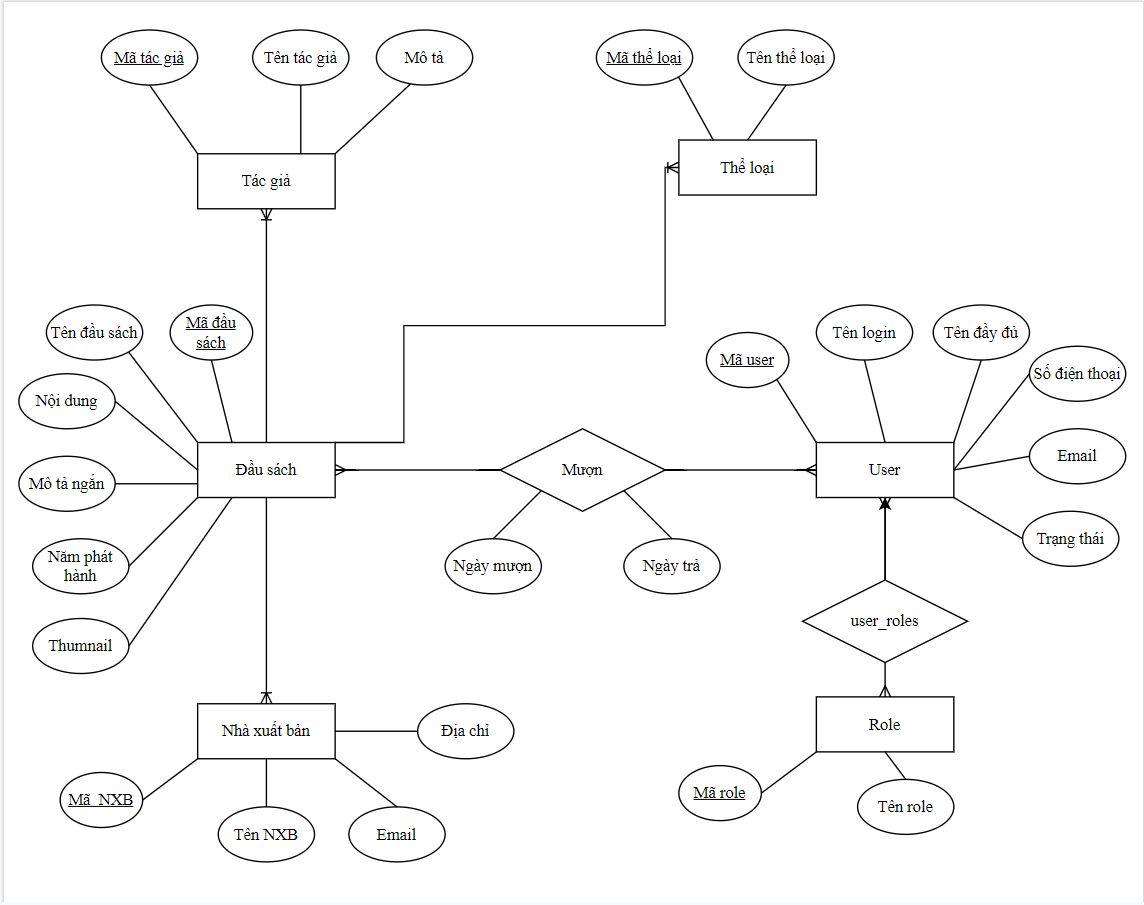 Mã tác giả
Tên tác giả
Mô tả
Mã thể loại
Tên thể loại
Tác giả
Thể loại
Tên đầu sách
Mã đầu
sách
Nội dung
Mô tả ngắn
Năm phát
hành
Thumnail
Đầu sách
Mượn
Ngày mượn
Ngày trả
Mã user
Tên login
Tên đầy đủ
Số điện thoại
Email
Trạng thái
User
user_roles
Role
Mã role
Tên role
Nhà xuất bản
Địa chỉ
Mã_NXB
Tên NXB
Email